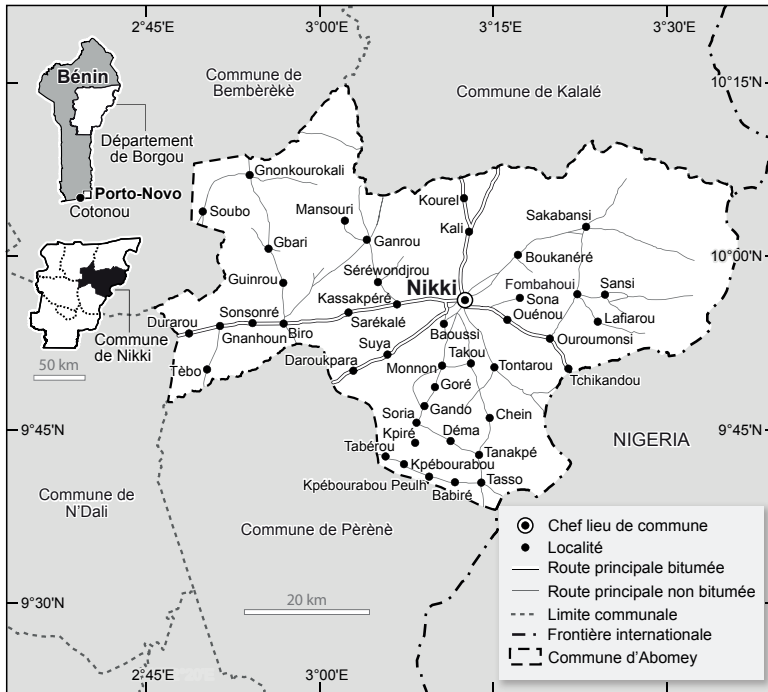 2°45'E
3°00'E
3°15'E
3°30'E
10°15'N
10°00'N
9°45'N
9°30'N
Bénin
Département
de Borgou
Porto-Novo
Cotonou
Commune
de Nikki
50 km
Commune de
Bembèrèkè
Commune de Kalalé
Gnonkourokali
Soubo
Mansouri
Kourel
Kali
Sakabansi
Gbari
Ganrou
Boukanéré
Guinrou
Séréwondjrou
Nikki
Fombahoui
Sansi
Sona
Kassakpéré
Ouénou
Lafiarou
Durarou
Sonsonré
Sarékalé
Gnanhoun
Biro
Baoussi
Ouroumonsi
Suya
Takou
Daroukpara
Monnon
Tontarou
Tchikandou
Tèbo
Goré
Gando
Soria
Chein
Kpiré
Déma
Tabérou
Tanakpé
Kpébourabou
Kpébourabou Peulh
Tasso
Babiré
NIGERIA
9°45'N
Commune de
N'Dali
Commune de Pèrènè
20 km
9°30'N
2°45'E
3°00'E
Chef lieu de commune
Localité
Route principale bitumée
Route principale non bitumée
Limite communale
Frontière internationale
Commune d'Abomey